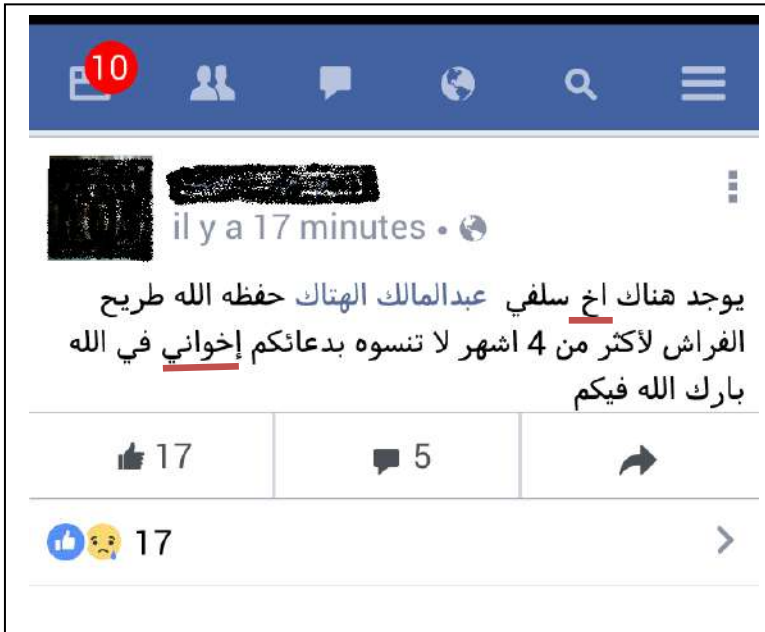 10
il y a 17 minutes •
يوجد هناك اخ سلفي عبدالمالك الهتاك حفظه الله طريح
الفراش لأكثر من 4 اشهر لا تنسوه بدعائكم إخواني في الله
بارك الله فيكم
17
5
17